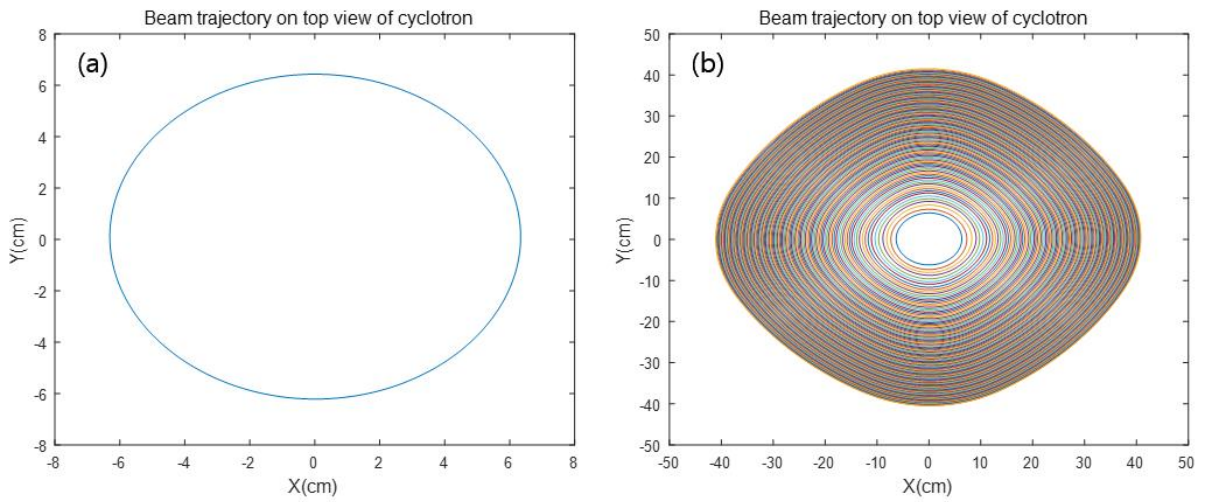 Beam trajectory on top view of cyclotron
(a)
Y(cm)
8
6
4
2
0
-2
-4
-6
-8
-8 -6 -4 -2 0 2 4 6 8
X(cm)
Beam trajectory on top view of cyclotron
(b)
Y(cm)
50
40
30
20
10
0
-10
-20
-30
-40
-50
-50 -40 -30 -20 -10 0 10 20 30 40 50
X(cm)